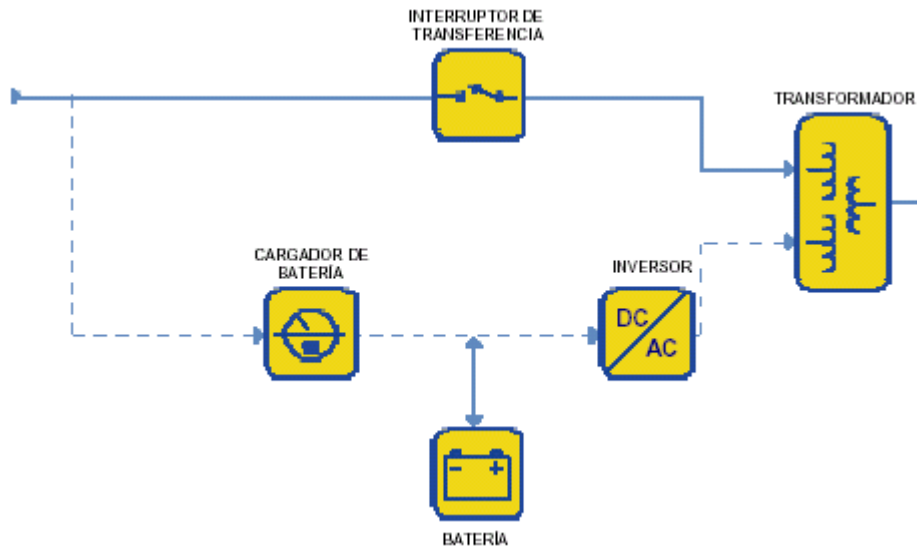 INTERRUPTOR DE
TRANSFERENCIA
TRANSFORMADOR
CARGADOR DE
BATERÍA
INVERSOR
DC
AC
- +
BATERÍA